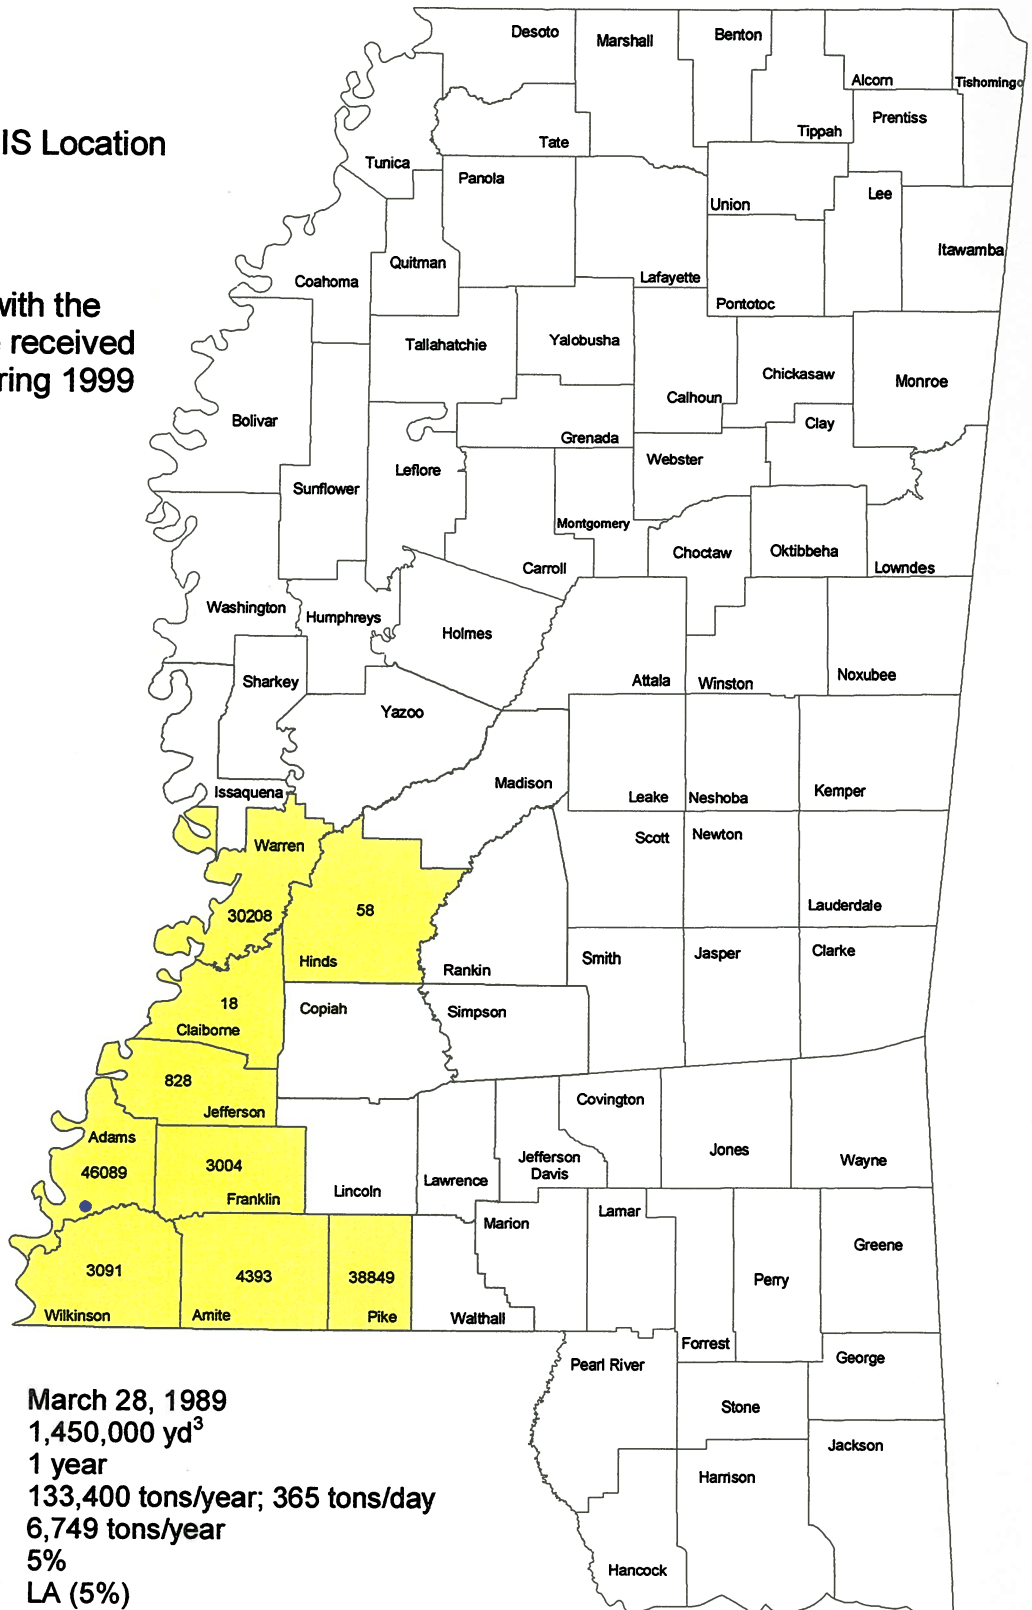 Desoto
Marshall
Benton
Alcorn
Tishomingo
Prentiss
Tippah
Tate
IS Location
Tunica
Panola
Union
Lee
Itawamba
Quitman
Coahoma
Lafayette
Pontotoc
with the
received
ring 1999
Tallahatchie
Yalobusha
Chickasaw
Monroe
Calhoun
Clay
Bolivar
Grenada
Webster
Leflore
Sunflower
Montgomery
Choctaw
Oktibbeha
Carroll
Lowndes
Washington
Humphreys
Holmes
Sharkey
Attala
Winston
Noxubee
Yazoo
Issaquena
Madison
Leake
Neshoba
Kemper
Warren
Scott
Newton
30208
58
Lauderdale
Hinds
Rankin
Smith
Jasper
Clarke
18
Claiborne
Copiah
Simpson
828
Jefferson
Covington
Adams
46089
3004
Franklin
Lincoln
Lawrence
Jefferson
Davis
Jones
Wayne
Marion
Lamar
Greene
3091
Wilkinson
4393
Amite
38849
Pike
Walthall
Perry
Forrest
George
Pearl River
Stone
Jackson
Harrison
Hancock
March 28, 1989
1,450,000 yd³
1 year
133,400 tons/year; 365 tons/day
6,749 tons/year
5%
LA (5%)